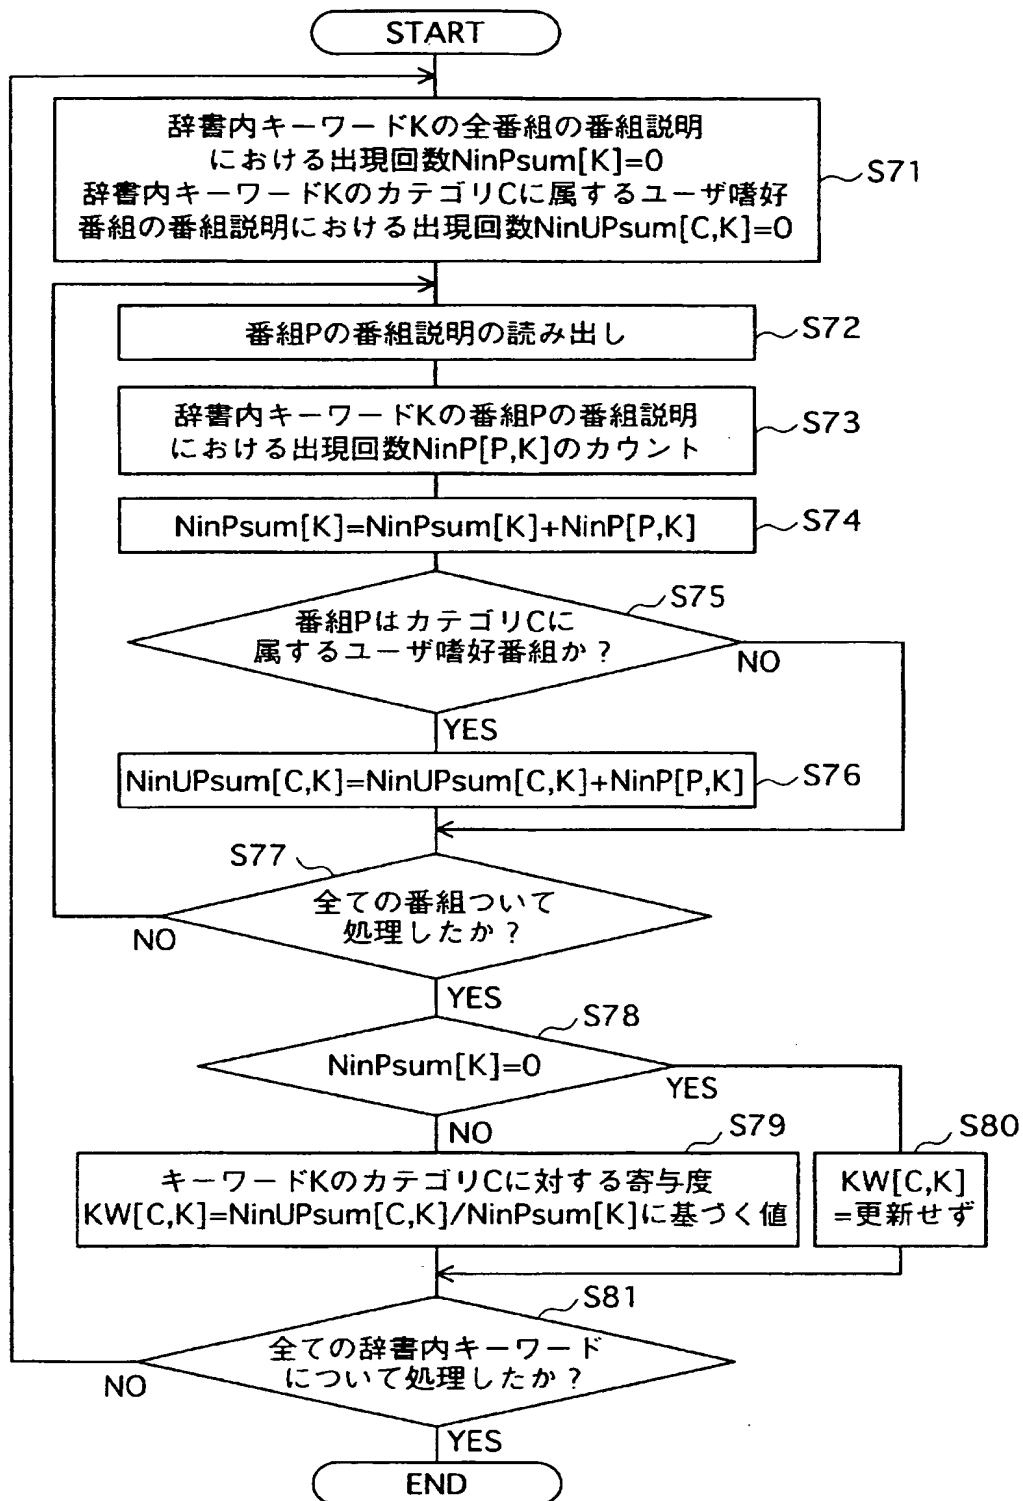 START
辞書内キーワードKの全番組の番組説明
における出現回数NinPsum[K]=0
辞書内キーワードKのカテゴリCに属するユーザ嗜好
番組の番組説明における出現回数NinUPsum[C,K]=0
S71
番組Pの番組説明の読み出し
S72
辞書内キーワードKの番組Pの番組説明
における出現回数NinP[P,K]のカウント
S73
NinPsum[K]=NinPsum[K]+NinP[P,K]
S74
S75
番組PはカテゴリCに
属するユーザ嗜好番組か？
NO
YES
NinUPsum[C,K]=NinUPsum[C,K]+NinP[P,K]
S76
S77
全ての番組ついて
処理したか？
NO
YES
S78
NinPsum[K]=0
YES
NO
S79
キーワードKのカテゴリCに対する寄与度
KW[C,K]=NinUPsum[C,K]/NinPsum[K]に基づく値
S80
KW[C,K]
=更新せず
S81
全ての辞書内キーワード
について処理したか？
NO
YES
END